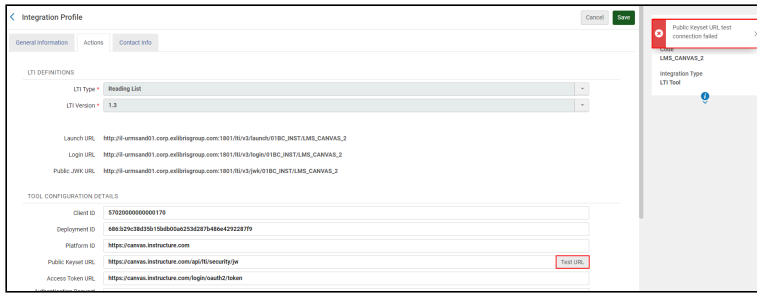 Integration Profile
Cancel
Save
General Information
Actions
Contact Info
LTI DEFINITIONS
LTI Type * Reading List
LTI Version * 1.3
Launch URL http://il-urmsand01.corp.exlibrisgroup.com:1801/lti/v3/launch/01BC_INST/LMS_CANVAS_2
Login URL http://il-urmsand01.corp.exlibrisgroup.com:1801/lti/v3/login/01BC_INST/LMS_CANVAS_2
Public JWK URL http://il-urmsand01.corp.exlibrisgroup.com:1801/lti/v3/jwk/01BC_INST/LMS_CANVAS_2
TOOL CONFIGURATION DETAILS
Client ID 57020000000000170
Deployment ID 686:b29c38d35b15bdb00a6253d287b486e4292287f9
Platform ID https://canvas.instructure.com
Public Keyset URL https://canvas.instructure.com/api/lti/security/jw Test URL
Access Token URL https://canvas.instructure.com/login/oauth2/token
Authentication Request
Public Keyset URL test
connection failed
Code
LMS_CANVAS_2
Integration Type
LTI Tool